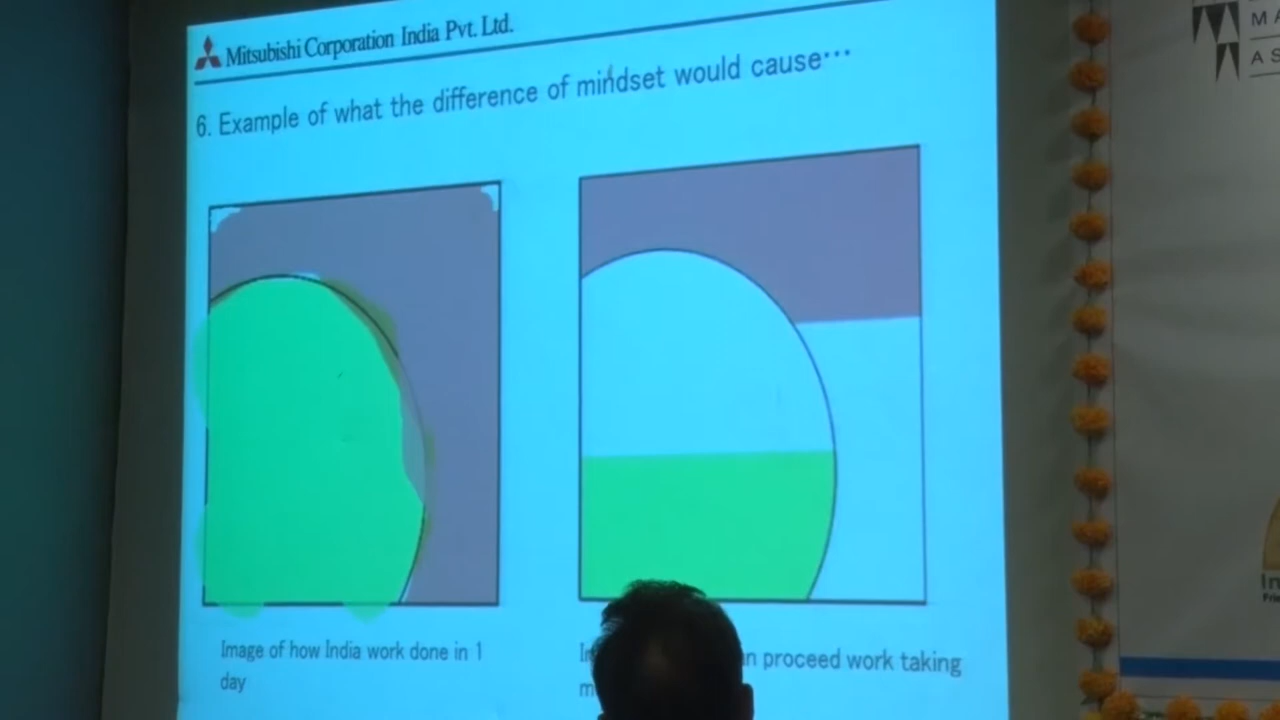 Mitsubishi Corporation India Pvt. Ltd.
6. Example of what the difference of mindset would cause…
Image of how India work done in 1
day
proceed work taking